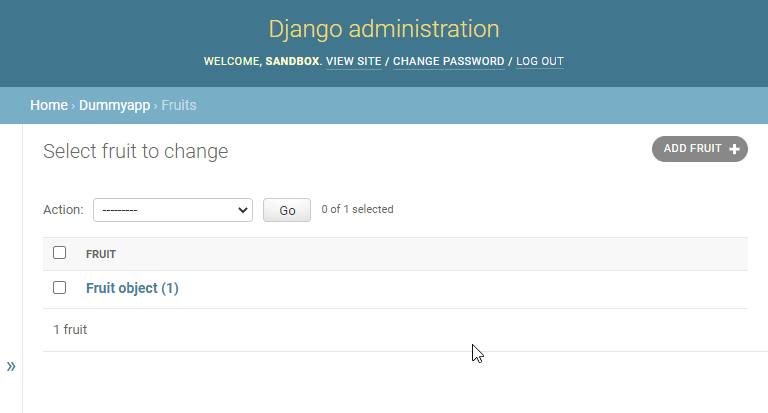 Django administration
WELCOME, SANDBOX. VIEW SITE / CHANGE PASSWORD / LOG OUT
Home › Dummyapp › Fruits
Select fruit to change
ADD FRUIT +
Action: --------- Go 0 of 1 selected
FRUIT
Fruit object (1)
1 fruit
»